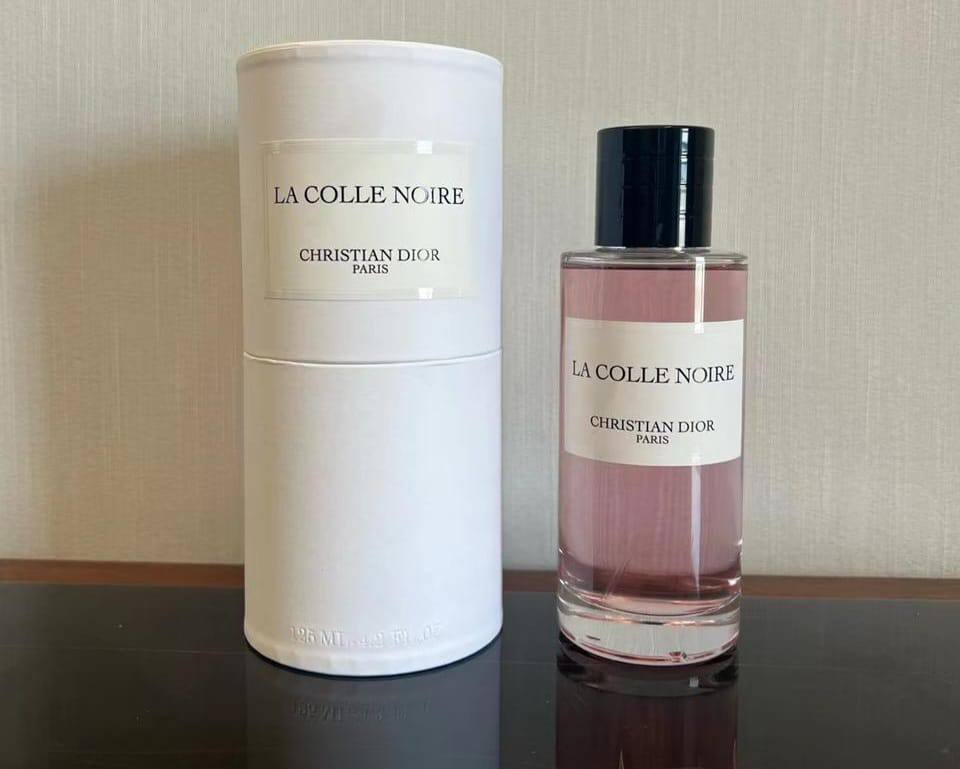 LA COLLE NOIRE
CHRISTIAN DIOR
PARIS
125 ML. 4.2 FL. OZ
LA COLLE NOIRE
CHRISTIAN DIOR
PARIS